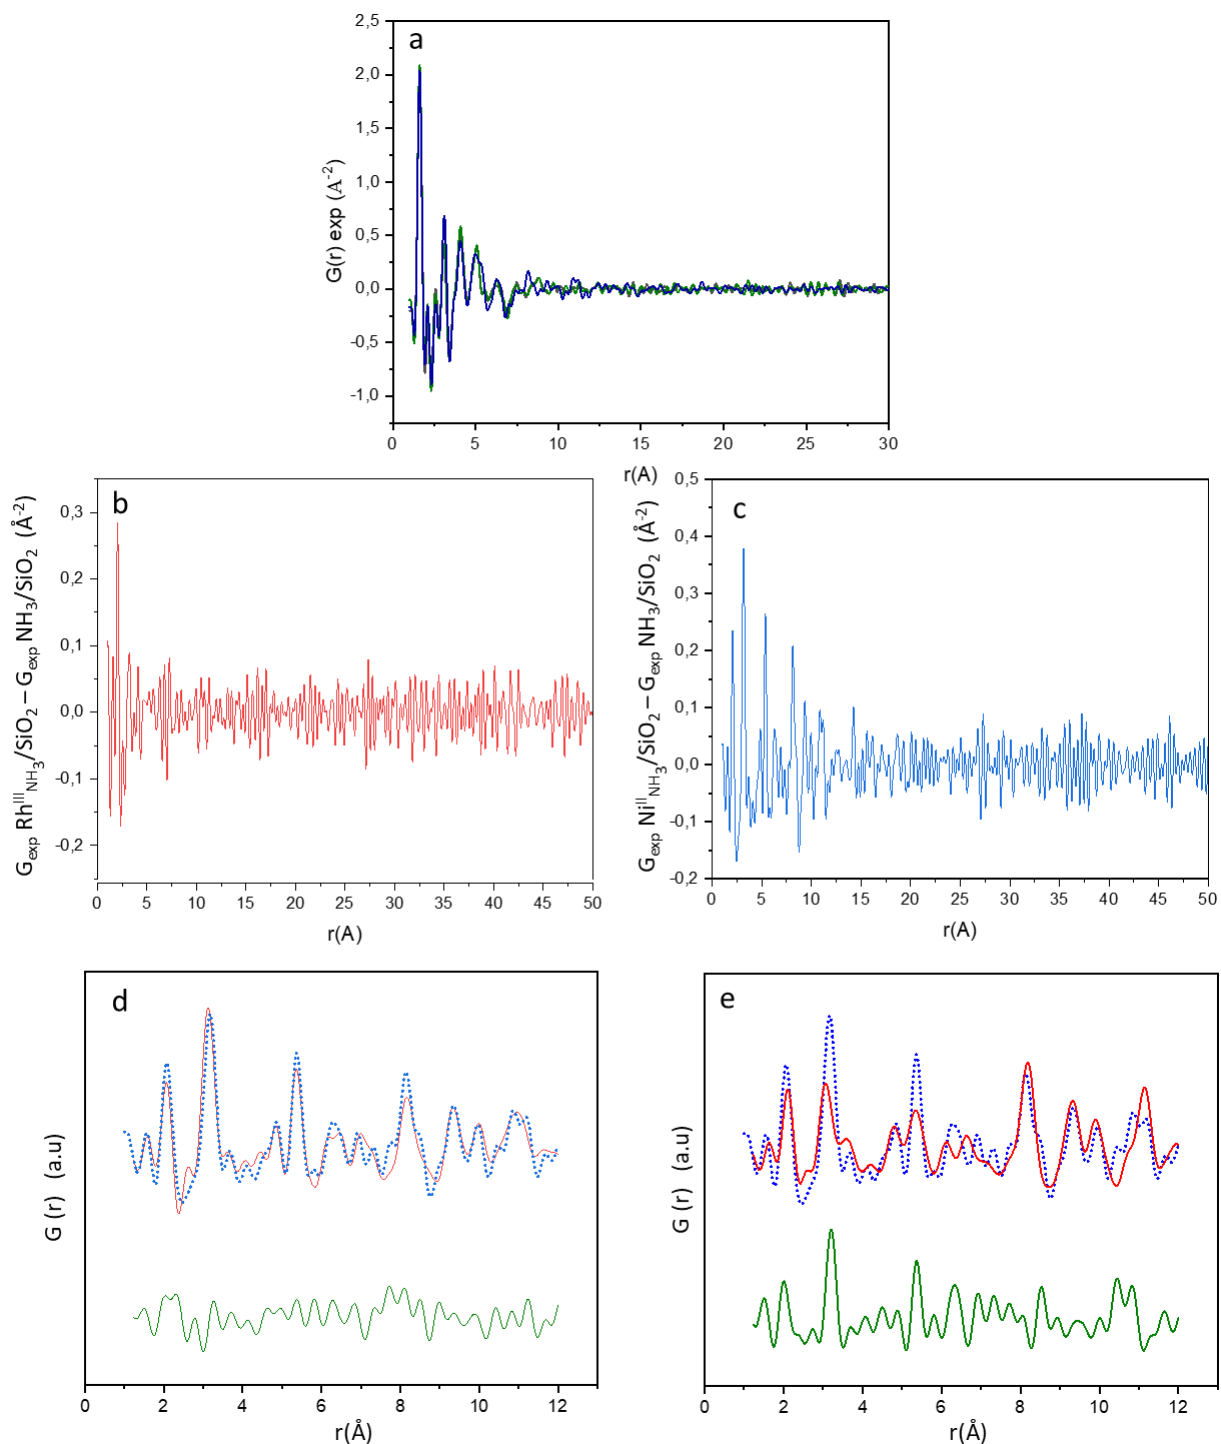 a
2,5
2,0
1,5
1,0
0,5
0,0
-0,5
-1,0
G(r) exp (A⁻²)
0 5 10 15 20 25 30
r(A)
b
0,3
0,2
0,1
0,0
-0,1
-0,2
G_exp Rh^III_NH₃/SiO₂ – G_exp NH₃/SiO₂ (Å⁻²)
0 5 10 15 20 25 30 35 40 45 50
r(A)
c
0,5
0,4
0,3
0,2
0,1
0,0
-0,1
-0,2
G_exp Ni^II_NH₃/SiO₂ – G_exp NH₃/SiO₂ (Å⁻²)
0 5 10 15 20 25 30 35 40 45 50
r(A)
d
G (r) (a.u)
0 2 4 6 8 10 12
r(Å)
e
G (r) (a.u)
0 2 4 6 8 10 12
r(Å)